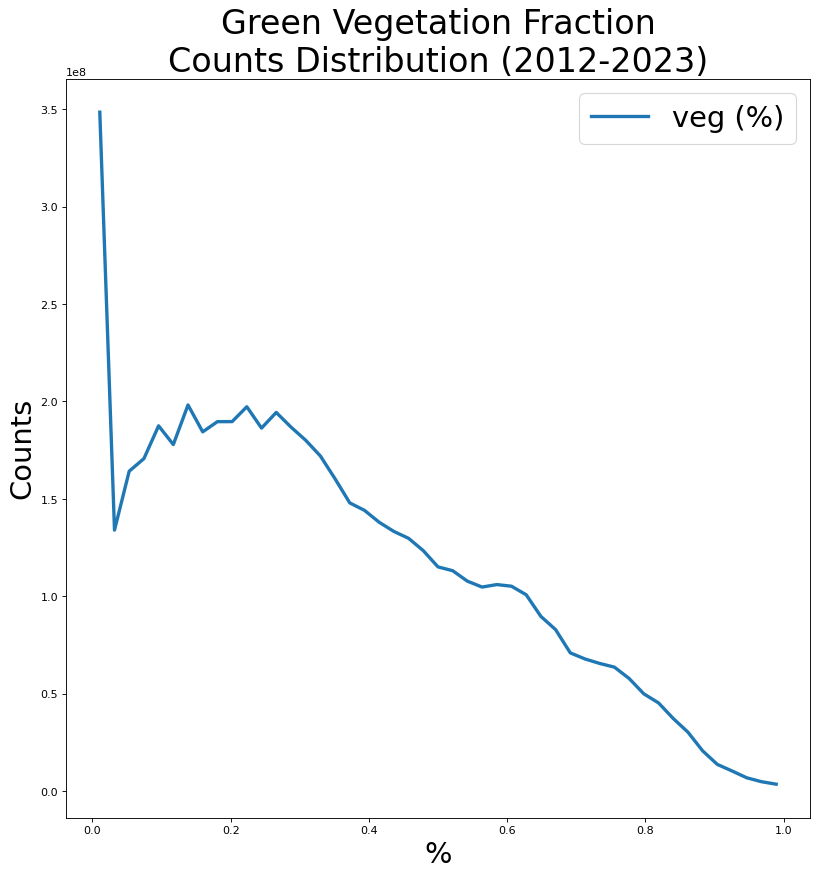 Green Vegetation Fraction
Counts Distribution (2012-2023)
1e8
veg (%)
3.5
3.0
2.5
2.0
1.5
1.0
0.5
0.0
Counts
0.0 0.2 0.4 0.6 0.8 1.0
%